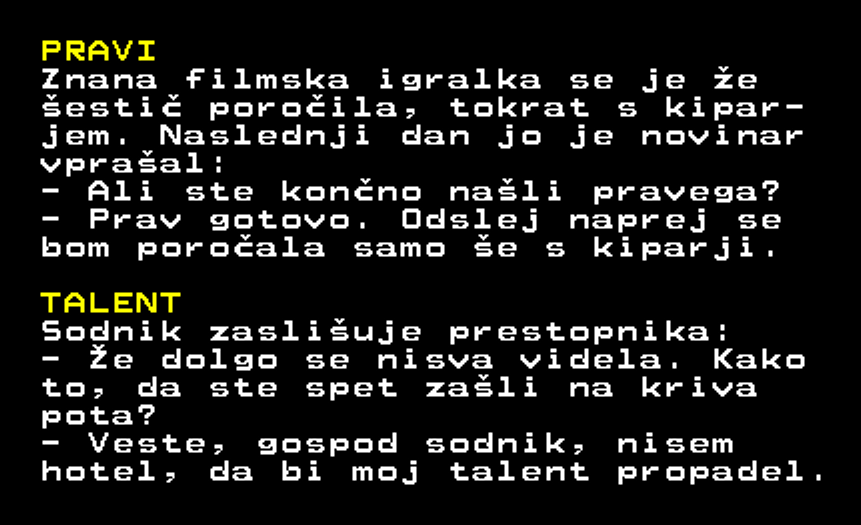 PRAVI
Znana filmska igralka se je že
šestič poročila, tokrat s kipar-
jem. Naslednji dan jo je novinar
vprašal:
- Ali ste končno našli pravega?
- Prav gotovo. Odslej naprej se
bom poročala samo še s kiparji.
TALENT
Sodnik zaslišuje prestopnika:
- Že dolgo se nisva videla. Kako
to, da ste spet zašli na kriva
pota?
- Veste, gospod sodnik, nisem
hotel, da bi moj talent propadel.